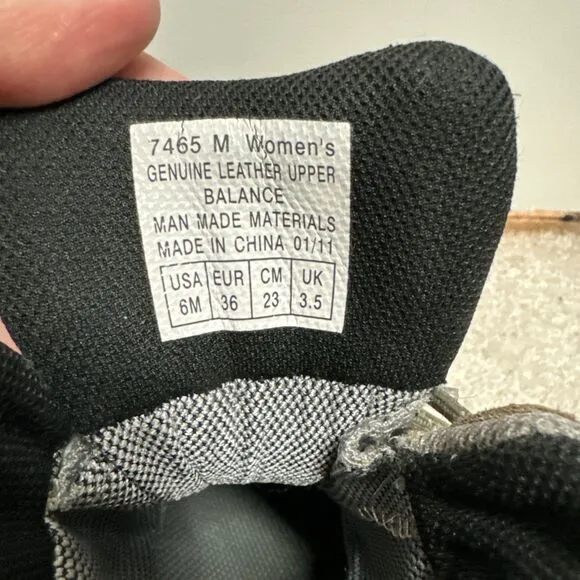 7465 M Women's
GENUINE LEATHER UPPER
BALANCE
MAN MADE MATERIALS
MADE IN CHINA 01/11
USA EUR CM UK
6M 36 23 3.5